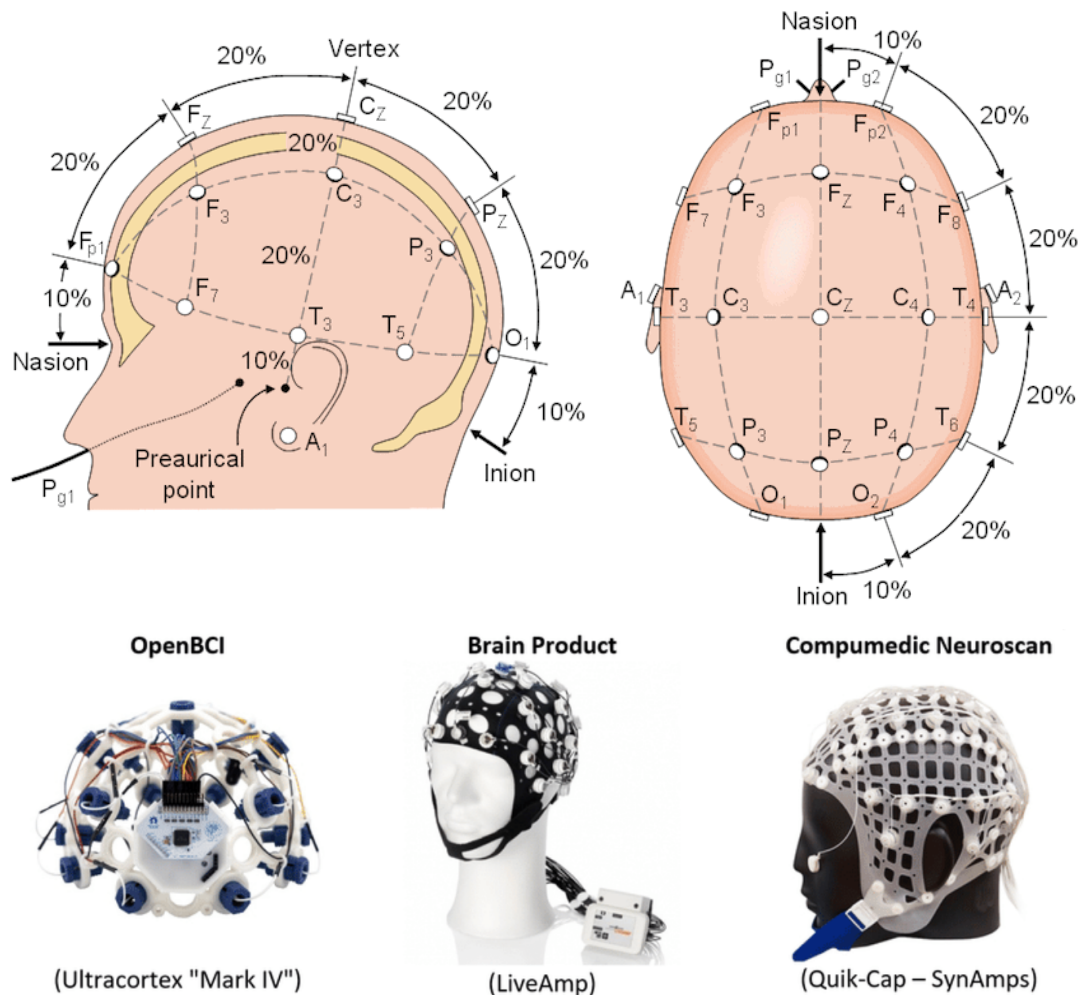 Vertex
20%
C_Z
20%
F_Z
20%
20%
20%
F_3
C_3
P_Z
F_p1
P_3
20%
20%
10%
F_7
T_3
T_5
O_1
Nasion
10%
10%
A_1
Preaurical
point
Inion
P_g1
Nasion
10%
P_g1
P_g2
F_p1
F_p2
20%
F_7
F_3
F_Z
F_4
F_8
20%
A_1
T_3
C_3
C_Z
C_4
T_4
A_2
20%
T_5
P_3
P_Z
P_4
T_6
O_1
O_2
20%
10%
Inion
OpenBCI
(Ultracortex "Mark IV")
Brain Product
(LiveAmp)
Compumedic Neuroscan
(Quik-Cap – SynAmps)